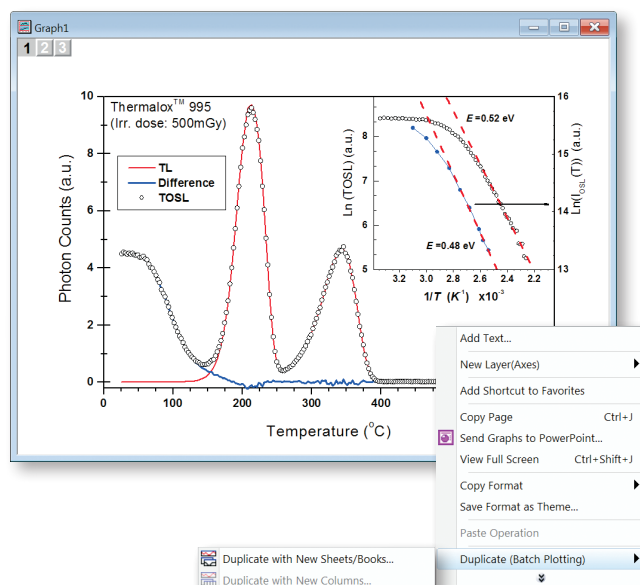 Graph1
1 2 3
Thermalox™ 995
(Irr. dose: 500mGy)
TL
Difference
TOSL
Photon Counts (a.u.)
10
8
6
4
2
0
0 100 200 300 400
Temperature (°C)
E =0.52 eV
E =0.48 eV
Ln (TOSL) (a.u.)
8
7
6
5
Ln(I_OSL(T)) (a.u.)
16
15
14
13
3.2 3.0 2.8 2.6 2.4 2.2
1/T (K⁻¹) x10⁻³
Add Text...
New Layer(Axes)
Add Shortcut to Favorites
Copy Page Ctrl+J
Send Graphs to PowerPoint...
View Full Screen Ctrl+Shift+J
Copy Format
Save Format as Theme...
Paste Operation
Duplicate (Batch Plotting)
Duplicate with New Sheets/Books...
Duplicate with New Columns...